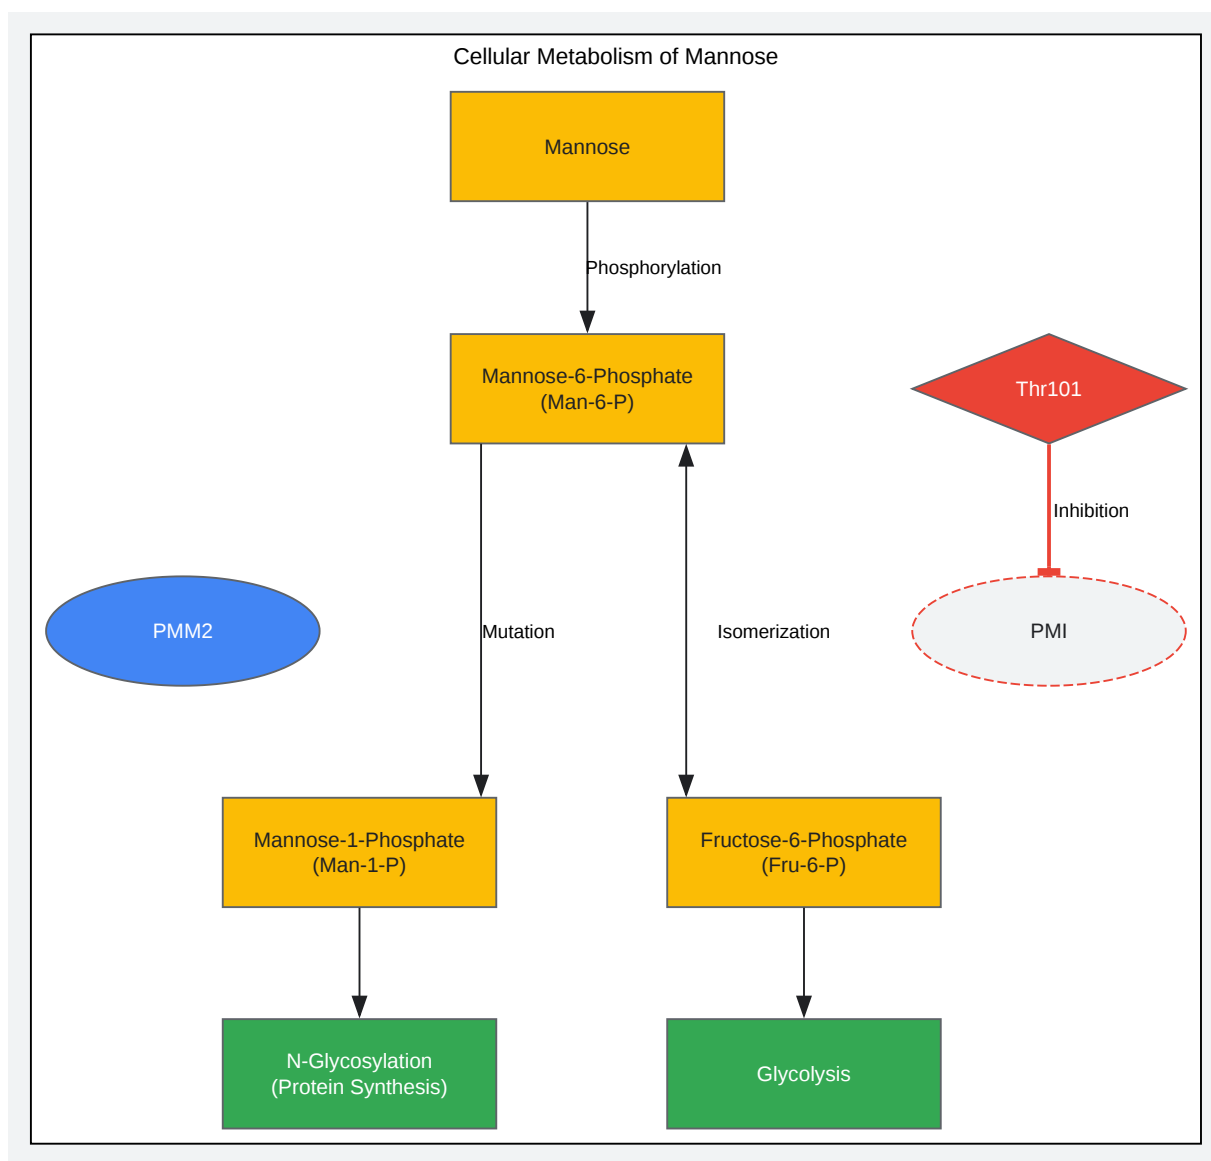 Cellular Metabolism of Mannose
Mannose
Phosphorylation
Mannose-6-Phosphate
(Man-6-P)
Thr101
Inhibition
PMM2
Mutation
Isomerization
PMI
Mannose-1-Phosphate
(Man-1-P)
Fructose-6-Phosphate
(Fru-6-P)
N-Glycosylation
(Protein Synthesis)
Glycolysis